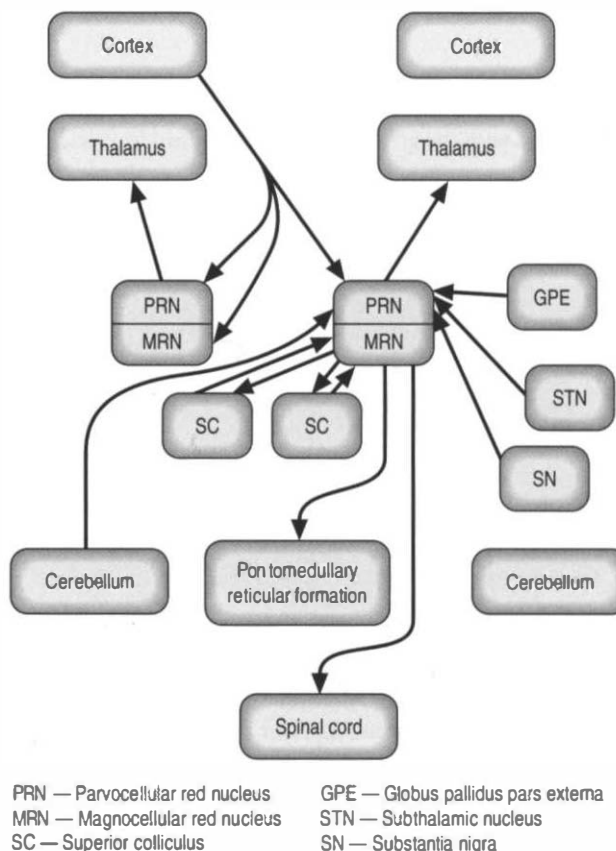 Cortex
Cortex
Thalamus
Thalamus
PRN
MRN
PRN
MRN
GPE
SC
SC
STN
SN
Cerebellum
Pontomedullary
reticular formation
Cerebellum
Spinal cord
PRN — Parvocellular red nucleus
MRN — Magnocellular red nucleus
SC — Superior colliculus
GPE — Globus pallidus pars externa
STN — Subthalamic nucleus
SN — Substantia nigra